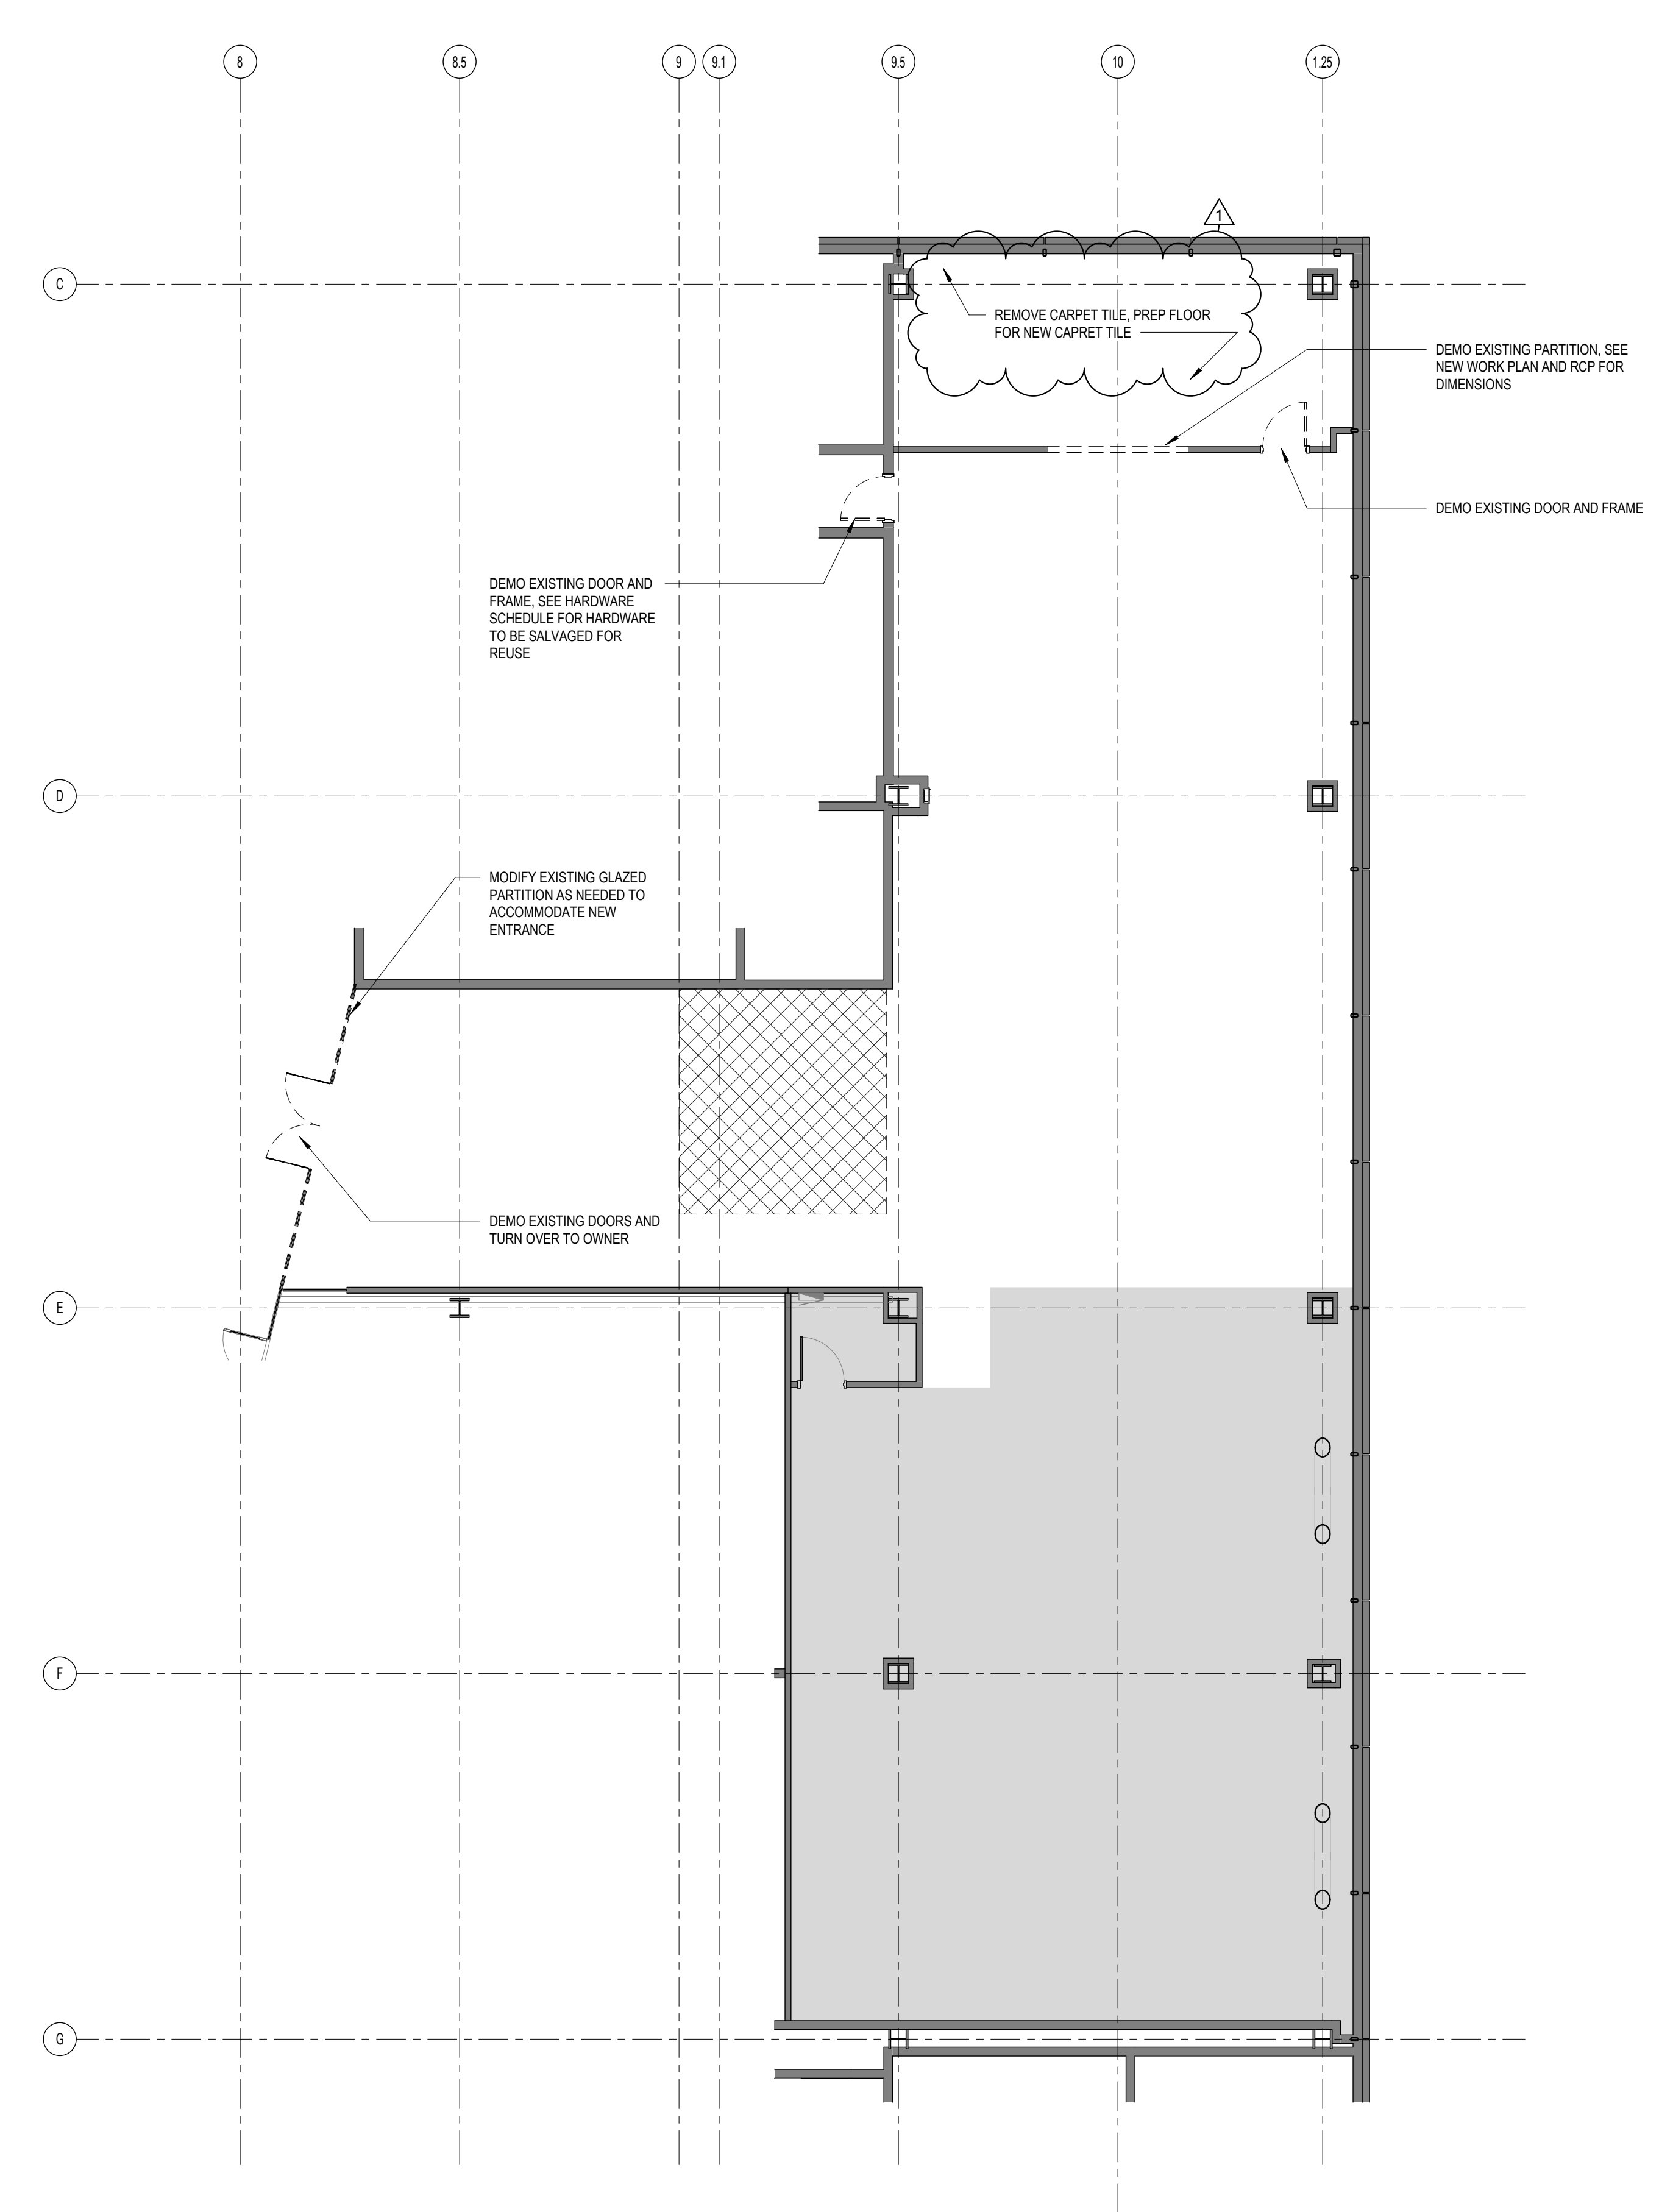 8
8.5
9
9.1
9.5
10
1.25
1
C
REMOVE CARPET TILE, PREP FLOOR
FOR NEW CAPRET TILE
DEMO EXISTING PARTITION, SEE
NEW WORK PLAN AND RCP FOR
DIMENSIONS
DEMO EXISTING DOOR AND FRAME
DEMO EXISTING DOOR AND
FRAME, SEE HARDWARE
SCHEDULE FOR HARDWARE
TO BE SALVAGED FOR
REUSE
D
MODIFY EXISTING GLAZED
PARTITION AS NEEDED TO
ACCOMMODATE NEW
ENTRANCE
DEMO EXISTING DOORS AND
TURN OVER TO OWNER
E
F
G